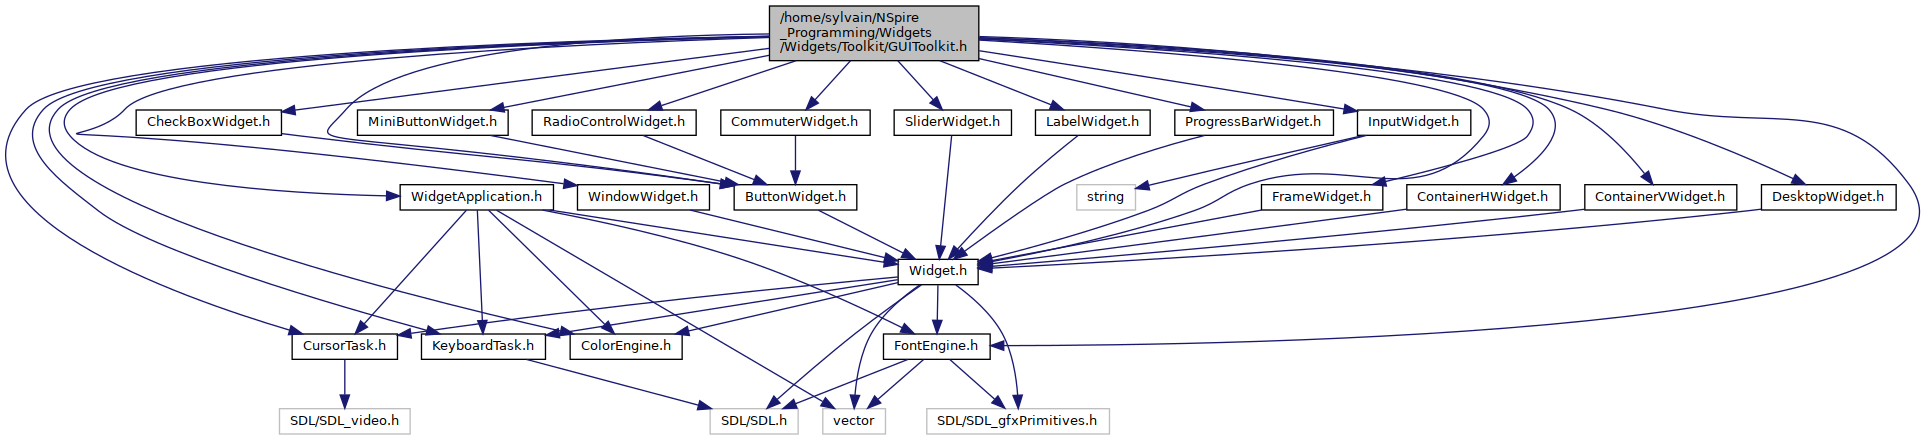 /home/sylvain/NSpire
_Programming/Widgets
/Widgets/Toolkit/GUIToolkit.h
CheckBoxWidget.h
MiniButtonWidget.h
RadioControlWidget.h
CommuterWidget.h
SliderWidget.h
LabelWidget.h
ProgressBarWidget.h
InputWidget.h
WidgetApplication.h
WindowWidget.h
ButtonWidget.h
string
FrameWidget.h
ContainerHWidget.h
ContainerVWidget.h
DesktopWidget.h
Widget.h
CursorTask.h
KeyboardTask.h
ColorEngine.h
FontEngine.h
SDL/SDL_video.h
SDL/SDL.h
vector
SDL/SDL_gfxPrimitives.h